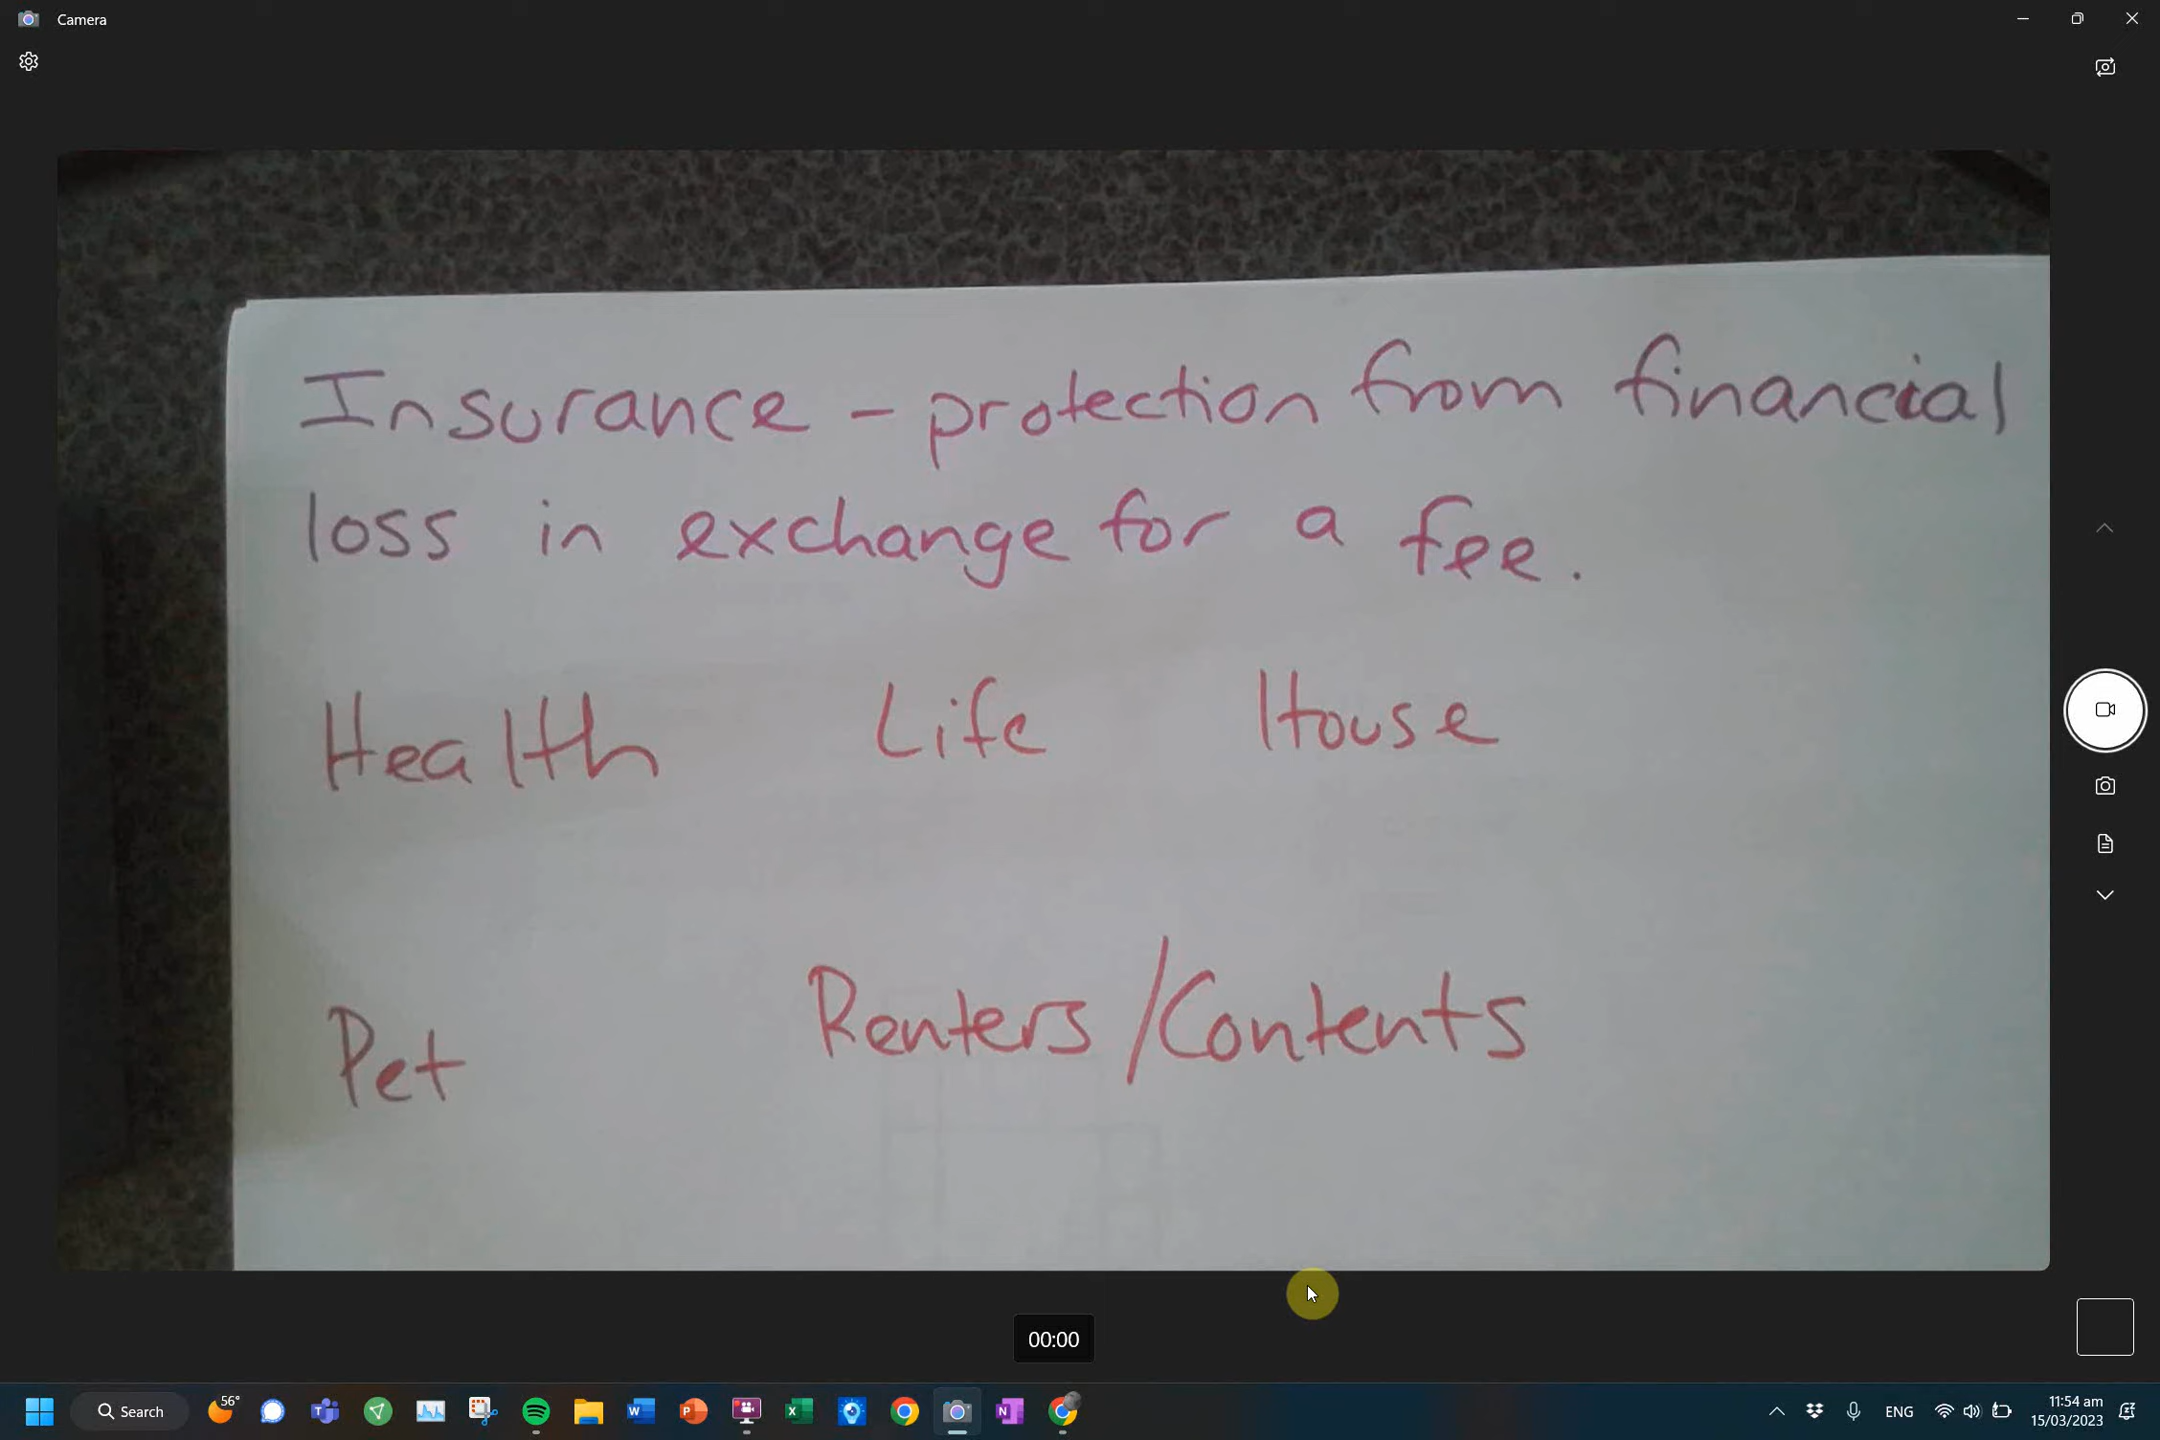 Camera
Insurance - protection from financial
loss in exchange for a fee.
Health Life House
Pet Renters/Contents
00:00
56°
Search
ENG
11:54 am
15/03/2023